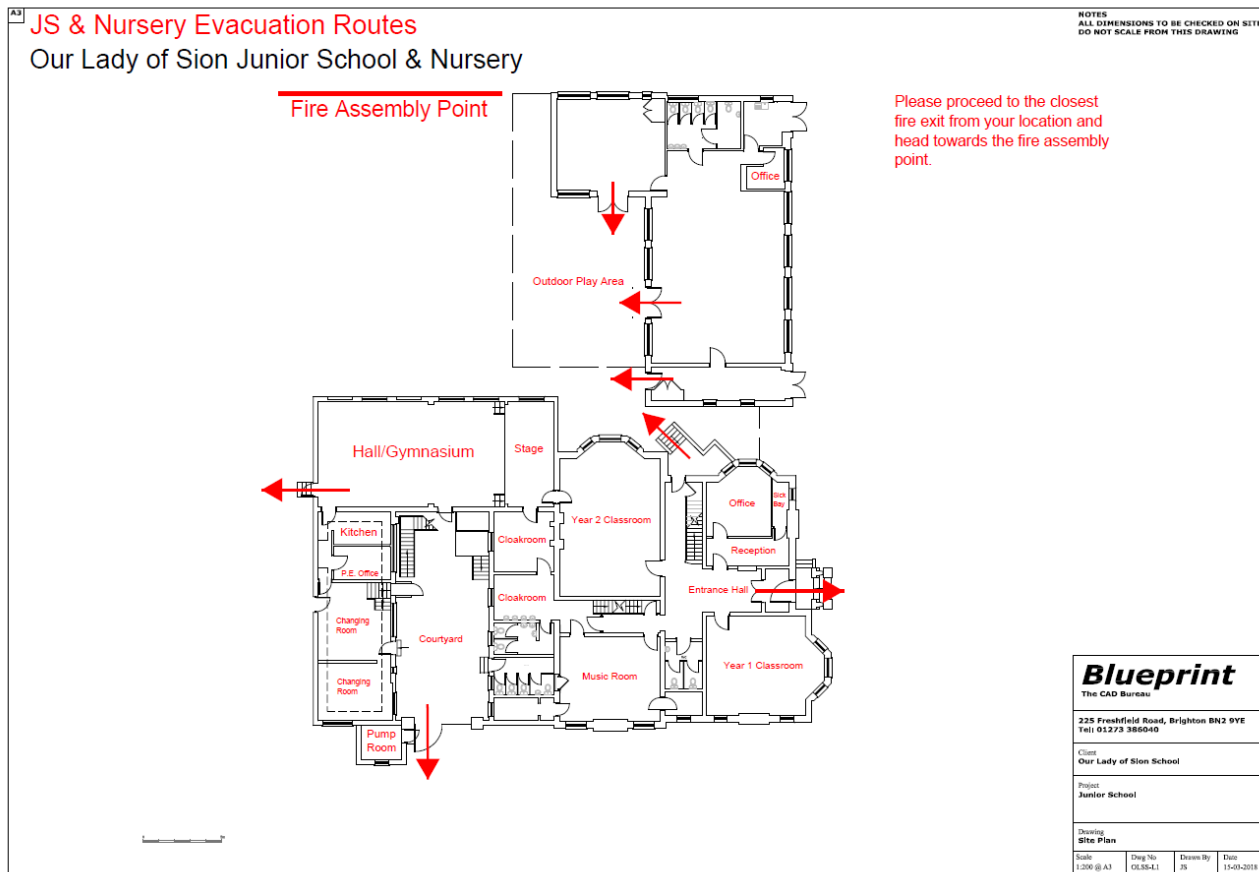 A3
JS & Nursery Evacuation Routes
Our Lady of Sion Junior School & Nursery
Fire Assembly Point
NOTES
ALL DIMENSIONS TO BE CHECKED ON SITE
DO NOT SCALE FROM THIS DRAWING
Please proceed to the closest
fire exit from your location and
head towards the fire assembly
point.
Office
Outdoor Play Area
Hall/Gymnasium
Stage
Year 2 Classroom
Office
Sick
Bay
Kitchen
Cloakroom
Reception
P.E. Office
Cloakroom
Entrance Hall
Changing
Room
Courtyard
Music Room
Year 1 Classroom
Changing
Room
Pump
Room
Blueprint
The CAD Bureau
225 Freshfield Road, Brighton BN2 9YE
Tel: 01273 386040
Client
Our Lady of Sion School
Project
Junior School
Drawing
Site Plan
Scale
1:200 @ A3
Dwg No
OLSS-L1
Drawn By
JS
Date
15-03-2018